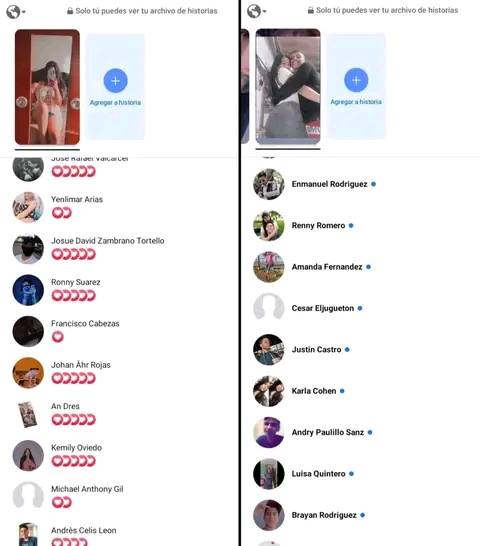 Solo tú puedes ver tu archivo de historias
Agregar a historia
José Rafael Valcarcel
Yenlimar Arias
Josue David Zambrano Tortello
Ronny Suarez
Francisco Cabezas
Johan Àhr Rojas
An Dres
Kemily Oviedo
Michael Anthony Gil
Andrés Celis Leon
Solo tú puedes ver tu archivo de historias
Agregar a historia
Enmanuel Rodriguez
Renny Romero
Amanda Fernandez
Cesar Eljugueton
Justin Castro
Karla Cohen
Andry Paulillo Sanz
Luisa Quintero
Brayan Rodríguez